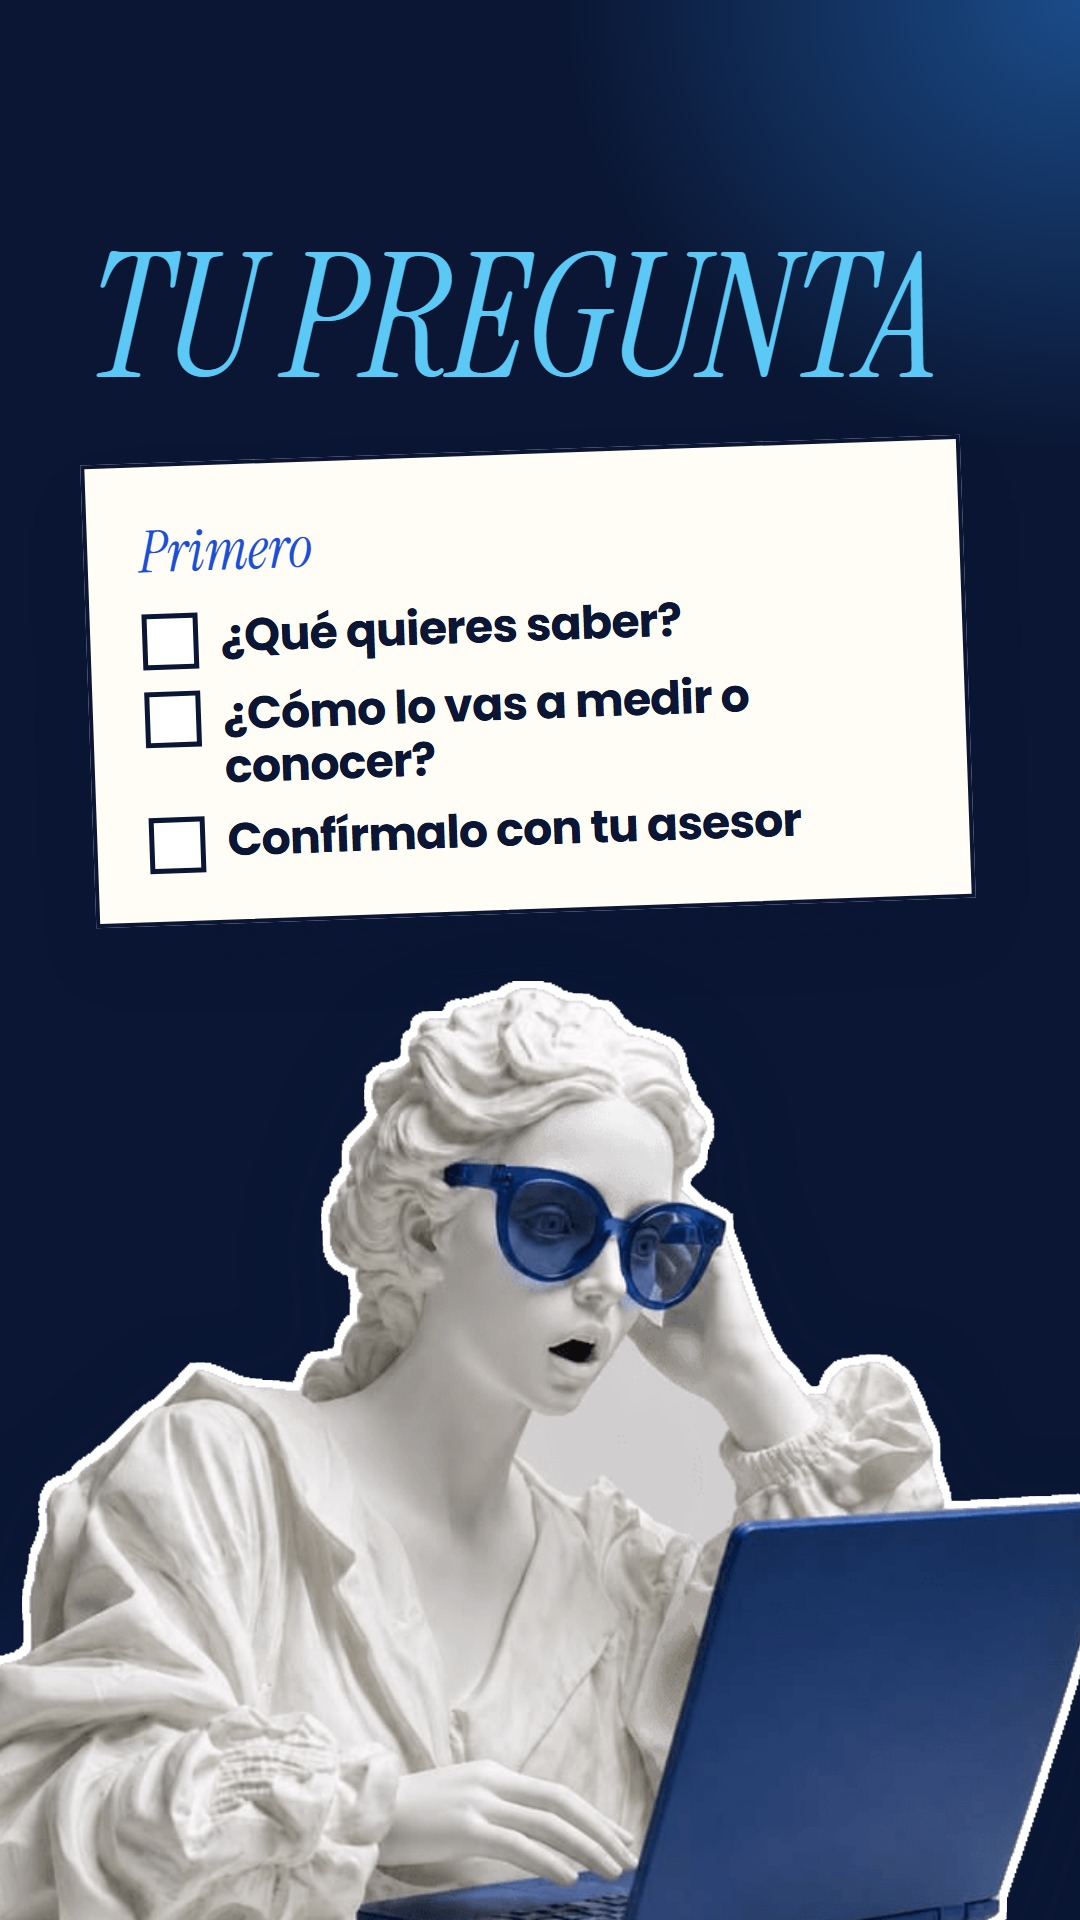 TU PREGUNTA
Primero
¿Qué quieres saber?
¿Cómo lo vas a medir o
conocer?
Confírmalo con tu asesor